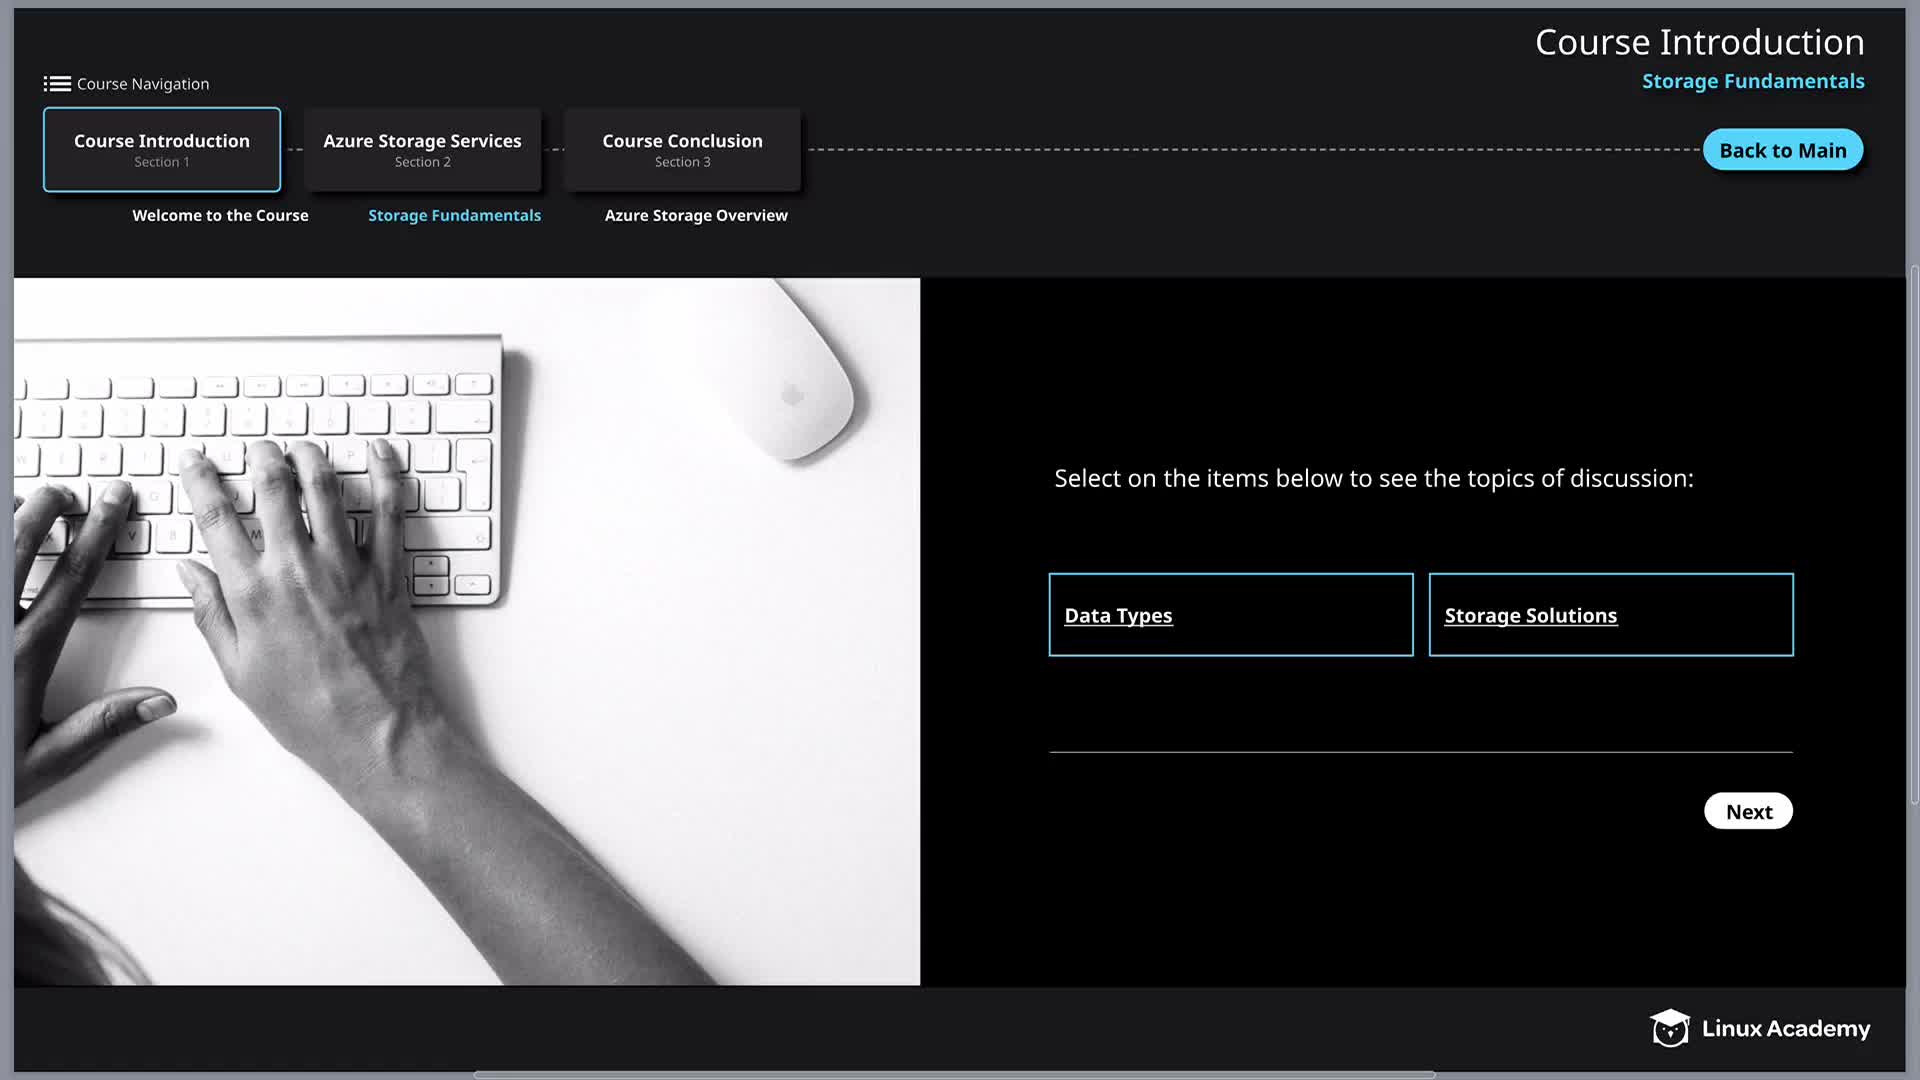 Course Introduction
Storage Fundamentals
Course Navigation
Course Introduction
Section 1
Azure Storage Services
Section 2
Course Conclusion
Section 3
Back to Main
Welcome to the Course
Storage Fundamentals
Azure Storage Overview
Select on the items below to see the topics of discussion:
Data Types
Storage Solutions
Next
Linux Academy